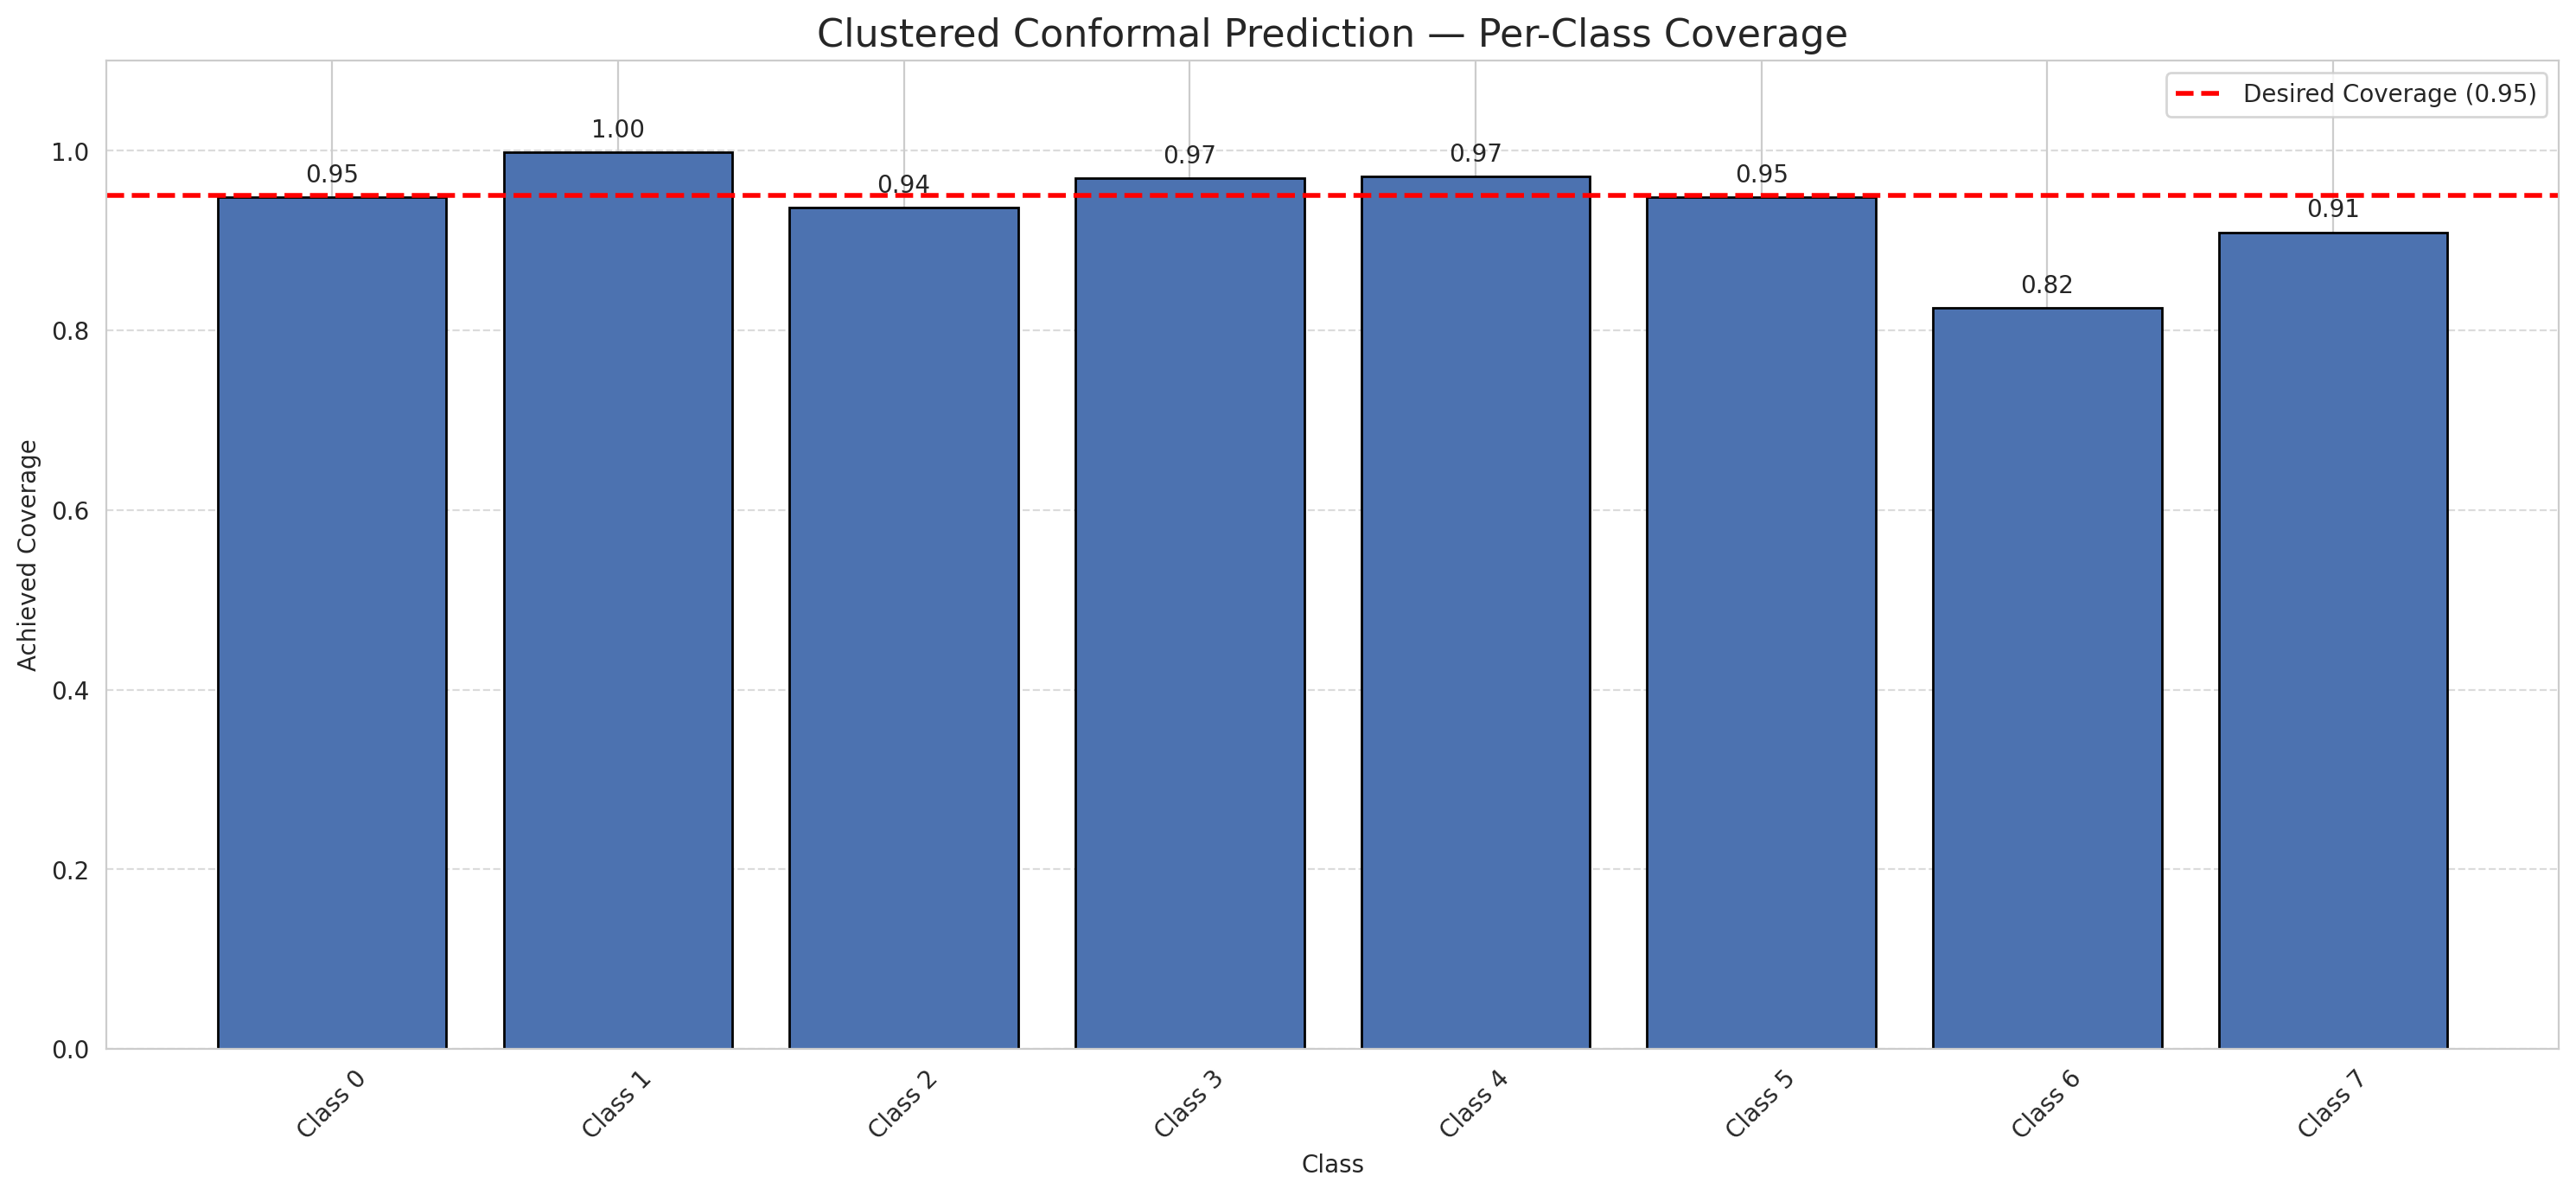 Clustered Conformal Prediction — Per-Class Coverage
Desired Coverage (0.95)
Achieved Coverage
1.0
0.8
0.6
0.4
0.2
0.0
0.95
1.00
0.94
0.97
0.97
0.95
0.82
0.91
Class 0
Class 1
Class 2
Class 3
Class 4
Class 5
Class 6
Class 7
Class